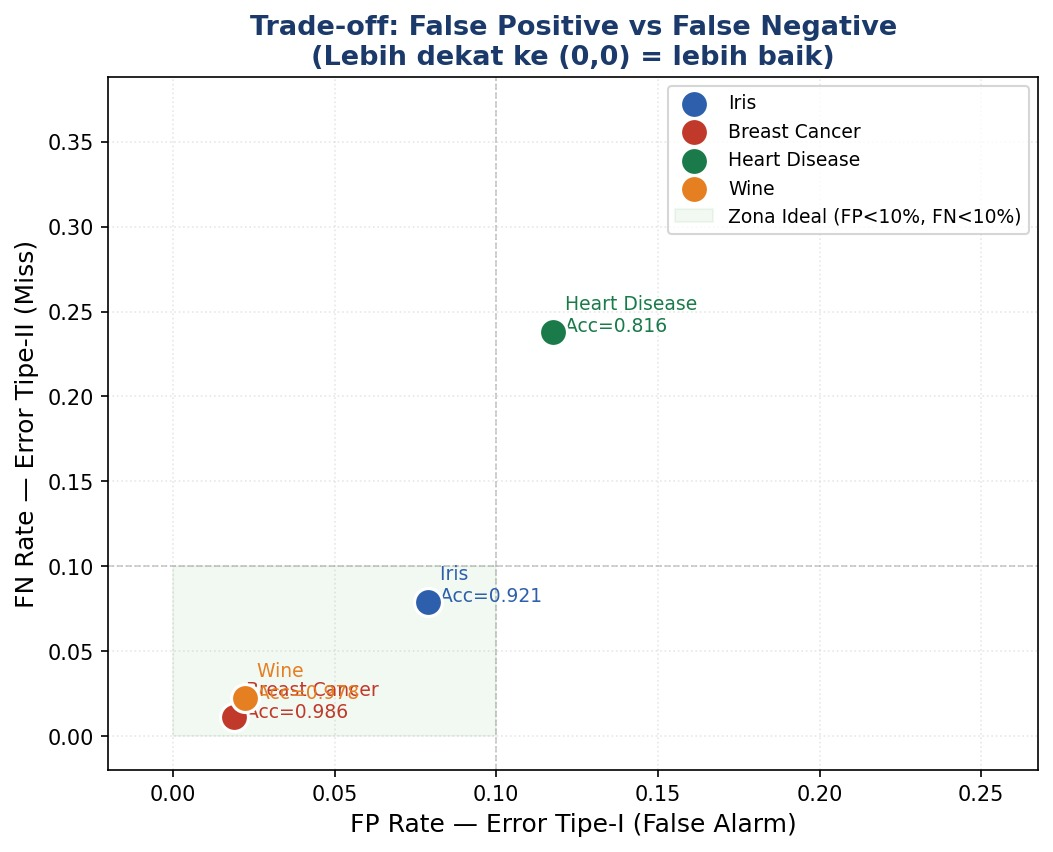 Trade-off: False Positive vs False Negative
(Lebih dekat ke (0,0) = lebih baik)
Iris
Breast Cancer
Heart Disease
Wine
Zona Ideal (FP<10%, FN<10%)
FN Rate — Error Tipe-II (Miss)
0.35
0.30
0.25
0.20
0.15
0.10
0.05
0.00
Heart Disease
Acc=0.816
Iris
Acc=0.921
Wine
Acc=0.978
Breast Cancer
Acc=0.986
0.00
0.05
0.10
0.15
0.20
0.25
FP Rate — Error Tipe-I (False Alarm)